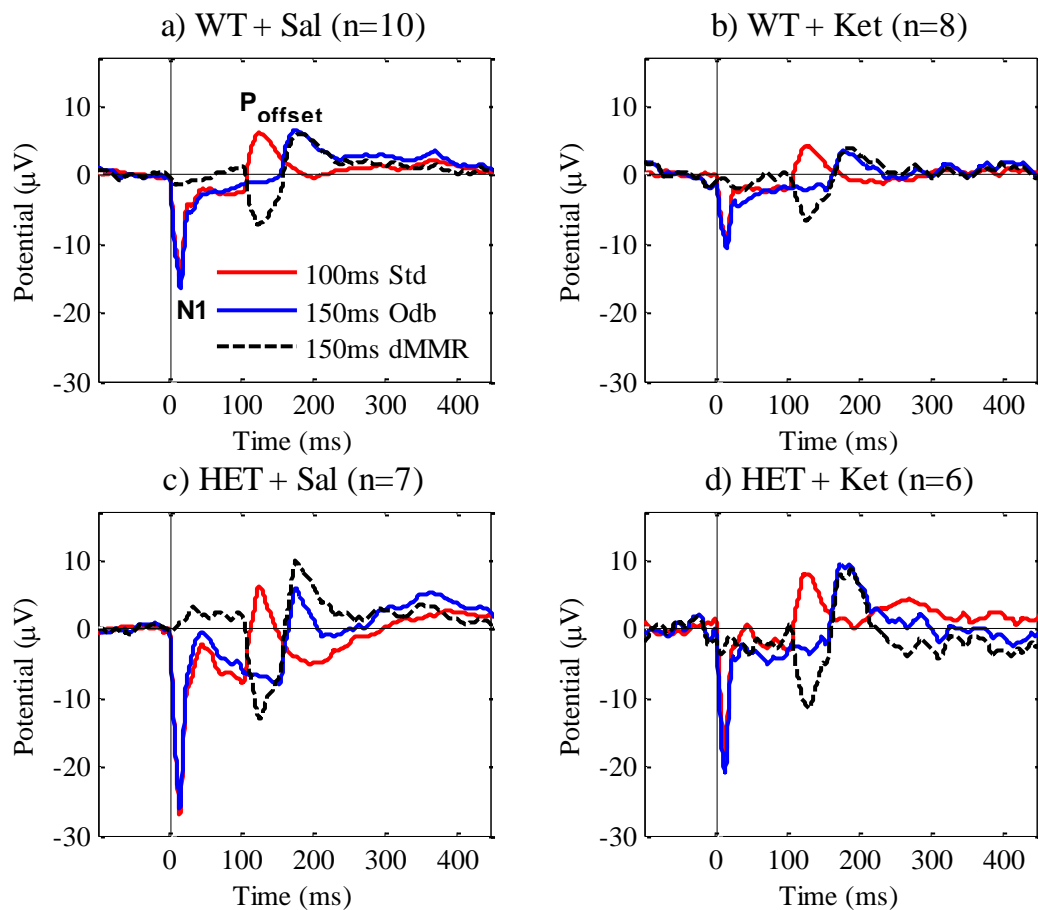 a) WT + Sal (n=10)
Potential (µV)
10
0
-10
-20
-30
P offset
N1
100ms Std
150ms Odb
150ms dMMR
0 100 200 300 400
Time (ms)
b) WT + Ket (n=8)
Potential (µV)
10
0
-10
-20
-30
0 100 200 300 400
Time (ms)
c) HET + Sal (n=7)
Potential (µV)
10
0
-10
-20
-30
0 100 200 300 400
Time (ms)
d) HET + Ket (n=6)
Potential (µV)
10
0
-10
-20
-30
0 100 200 300 400
Time (ms)